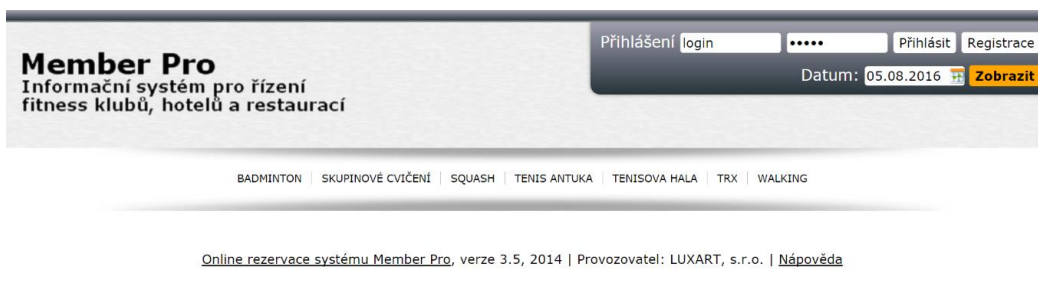 Přihlášení login ••••• Přihlásit Registrace
Datum: 05.08.2016 Zobrazit
Member Pro
Informační systém pro řízení
fitness klubů, hotelů a restaurací
BADMINTON | SKUPINOVÉ CVIČENÍ | SQUASH | TENIS ANTUKA | TENISOVA HALA | TRX | WALKING
Online rezervace systému Member Pro, verze 3.5, 2014 | Provozovatel: LUXART, s.r.o. | Nápověda